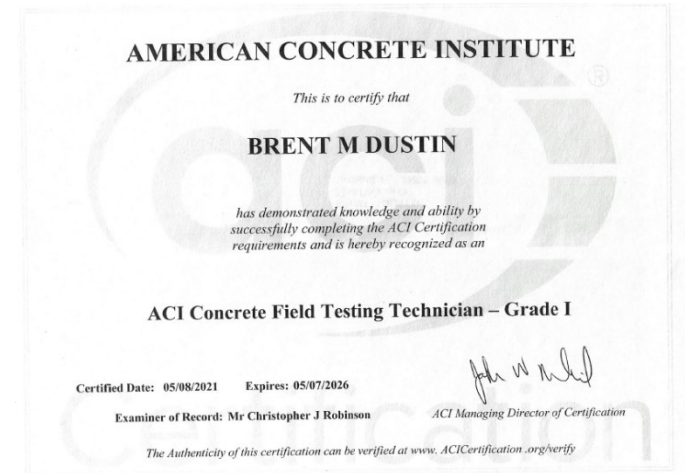 AMERICAN CONCRETE INSTITUTE
®
This is to certify that
aci
BRENT M DUSTIN
has demonstrated knowledge and ability by
successfully completing the ACI Certification
requirements and is hereby recognized as an
ACI Concrete Field Testing Technician – Grade I
Certified Date: 05/08/2021 Expires: 05/07/2026
Examiner of Record: Mr Christopher J Robinson
ACI Managing Director of Certification
Certification
The Authenticity of this certification can be verified at www. ACICertification .org/verify